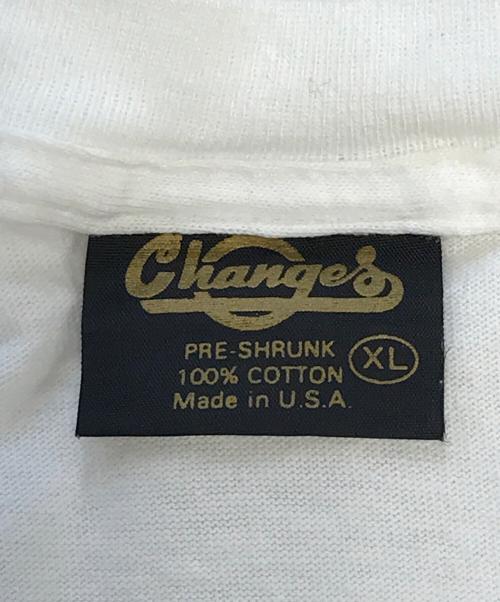 Changes
PRE-SHRUNK
100% COTTON
XL
Made in U.S.A.